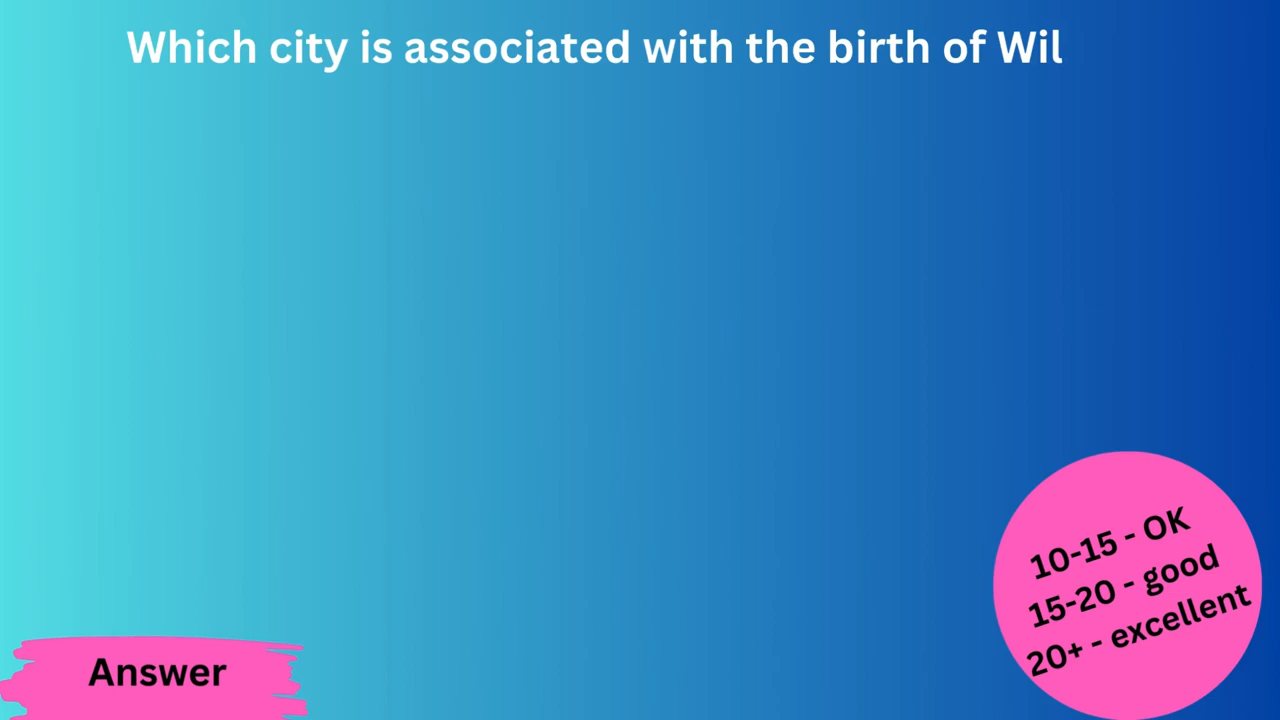 Which city is associated with the birth of Wil
10-15 - OK
15-20 - good
20+ - excellent
Answer